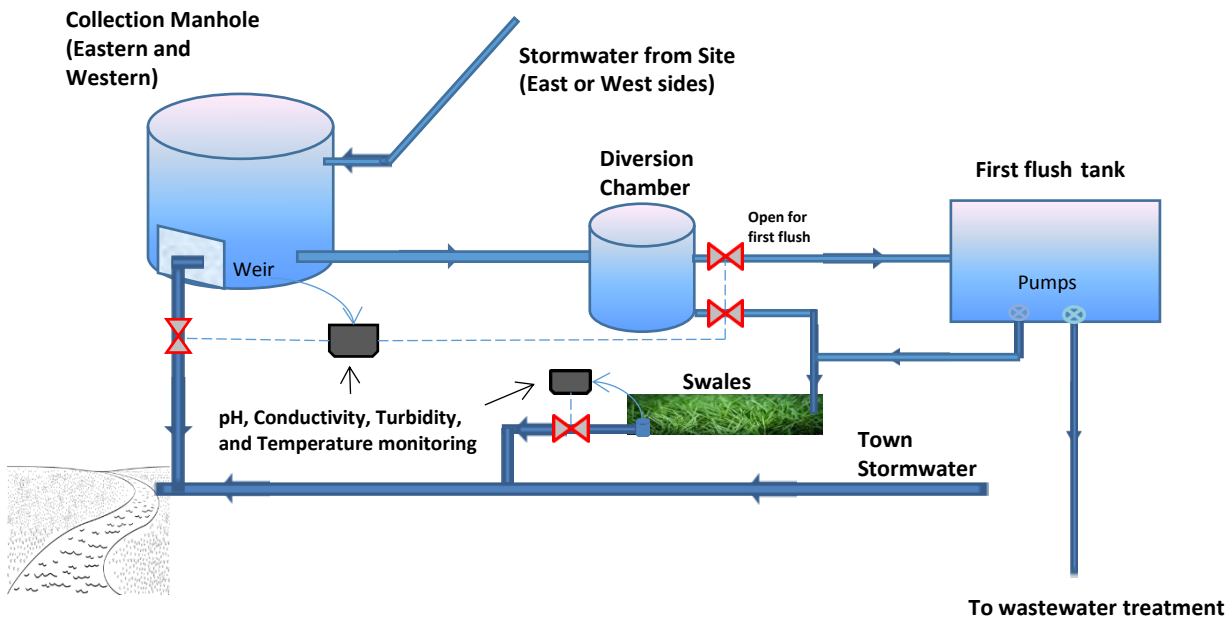 Collection Manhole
(Eastern and
Western)
Stormwater from Site
(East or West sides)
Diversion
Chamber
First flush tank
Open for
first flush
Weir
Pumps
Swales
pH, Conductivity, Turbidity,
and Temperature monitoring
Town
Stormwater
To wastewater treatment